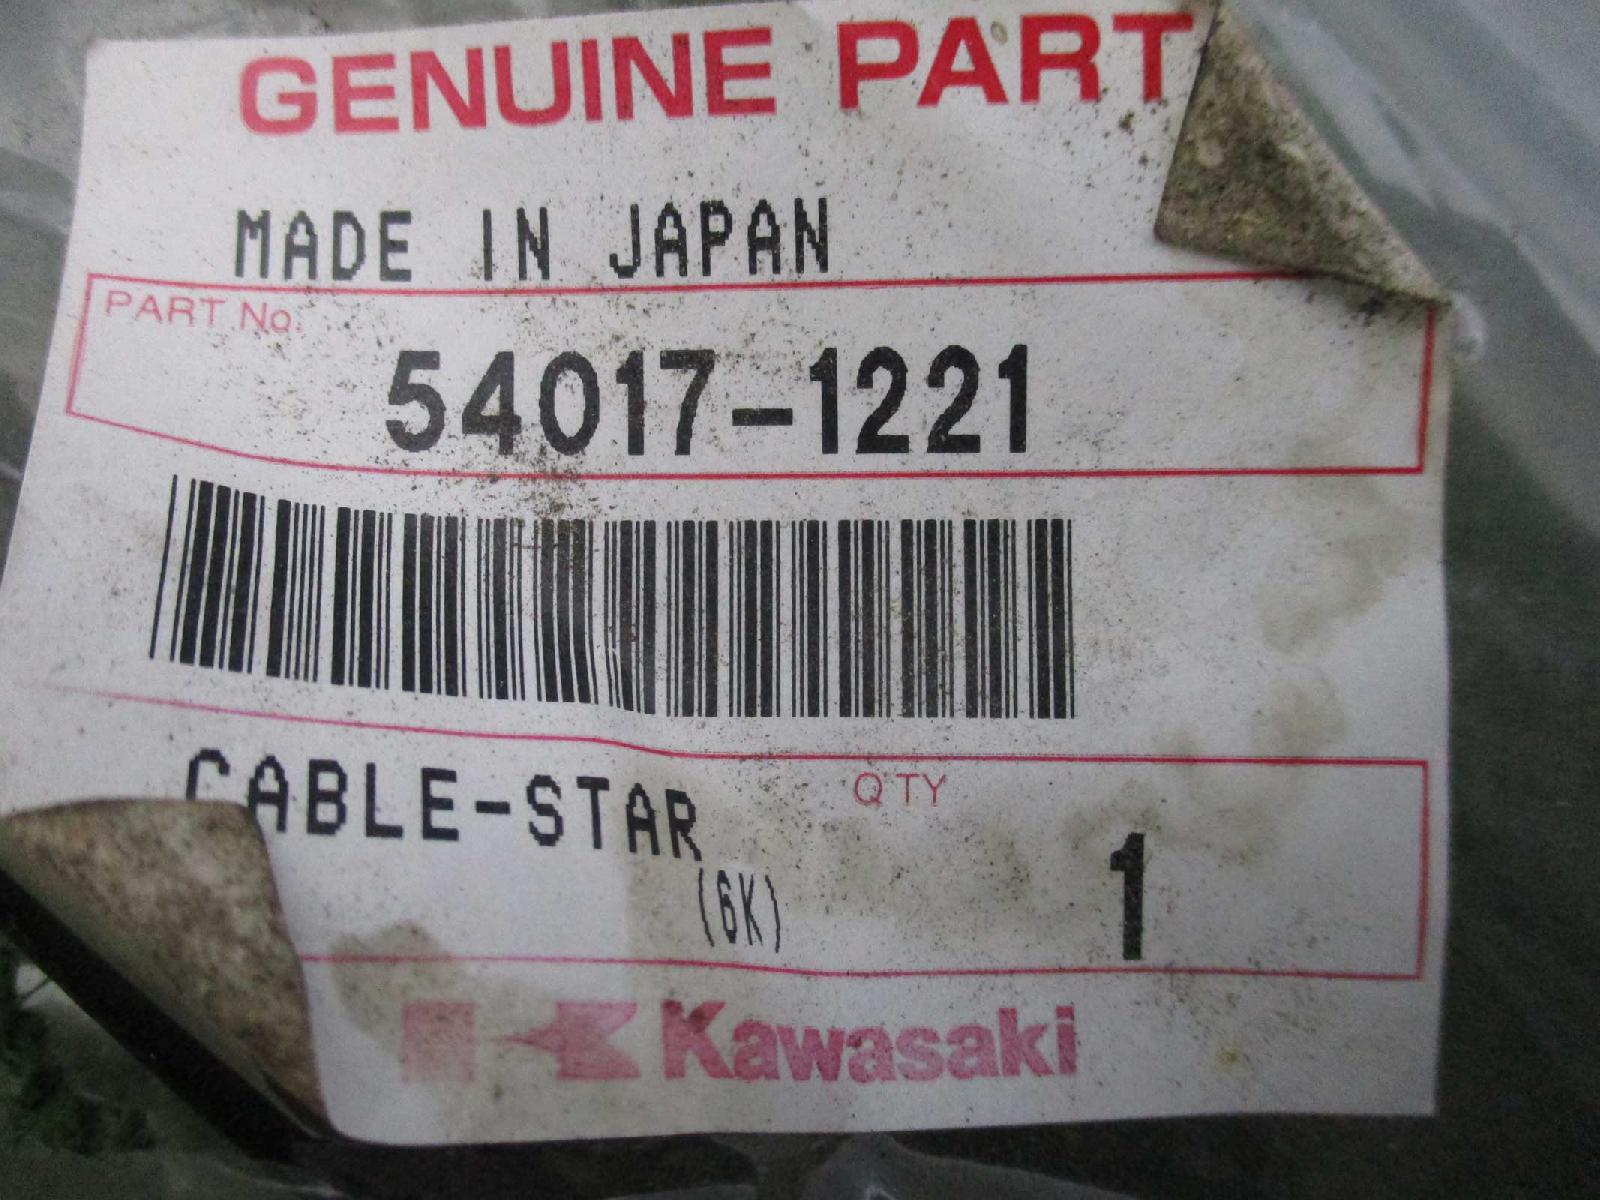 GENUINE PART
MADE IN JAPAN
PART No.
54017-1221
CABLE-STAR
QTY
(6K)
1
Kawasaki